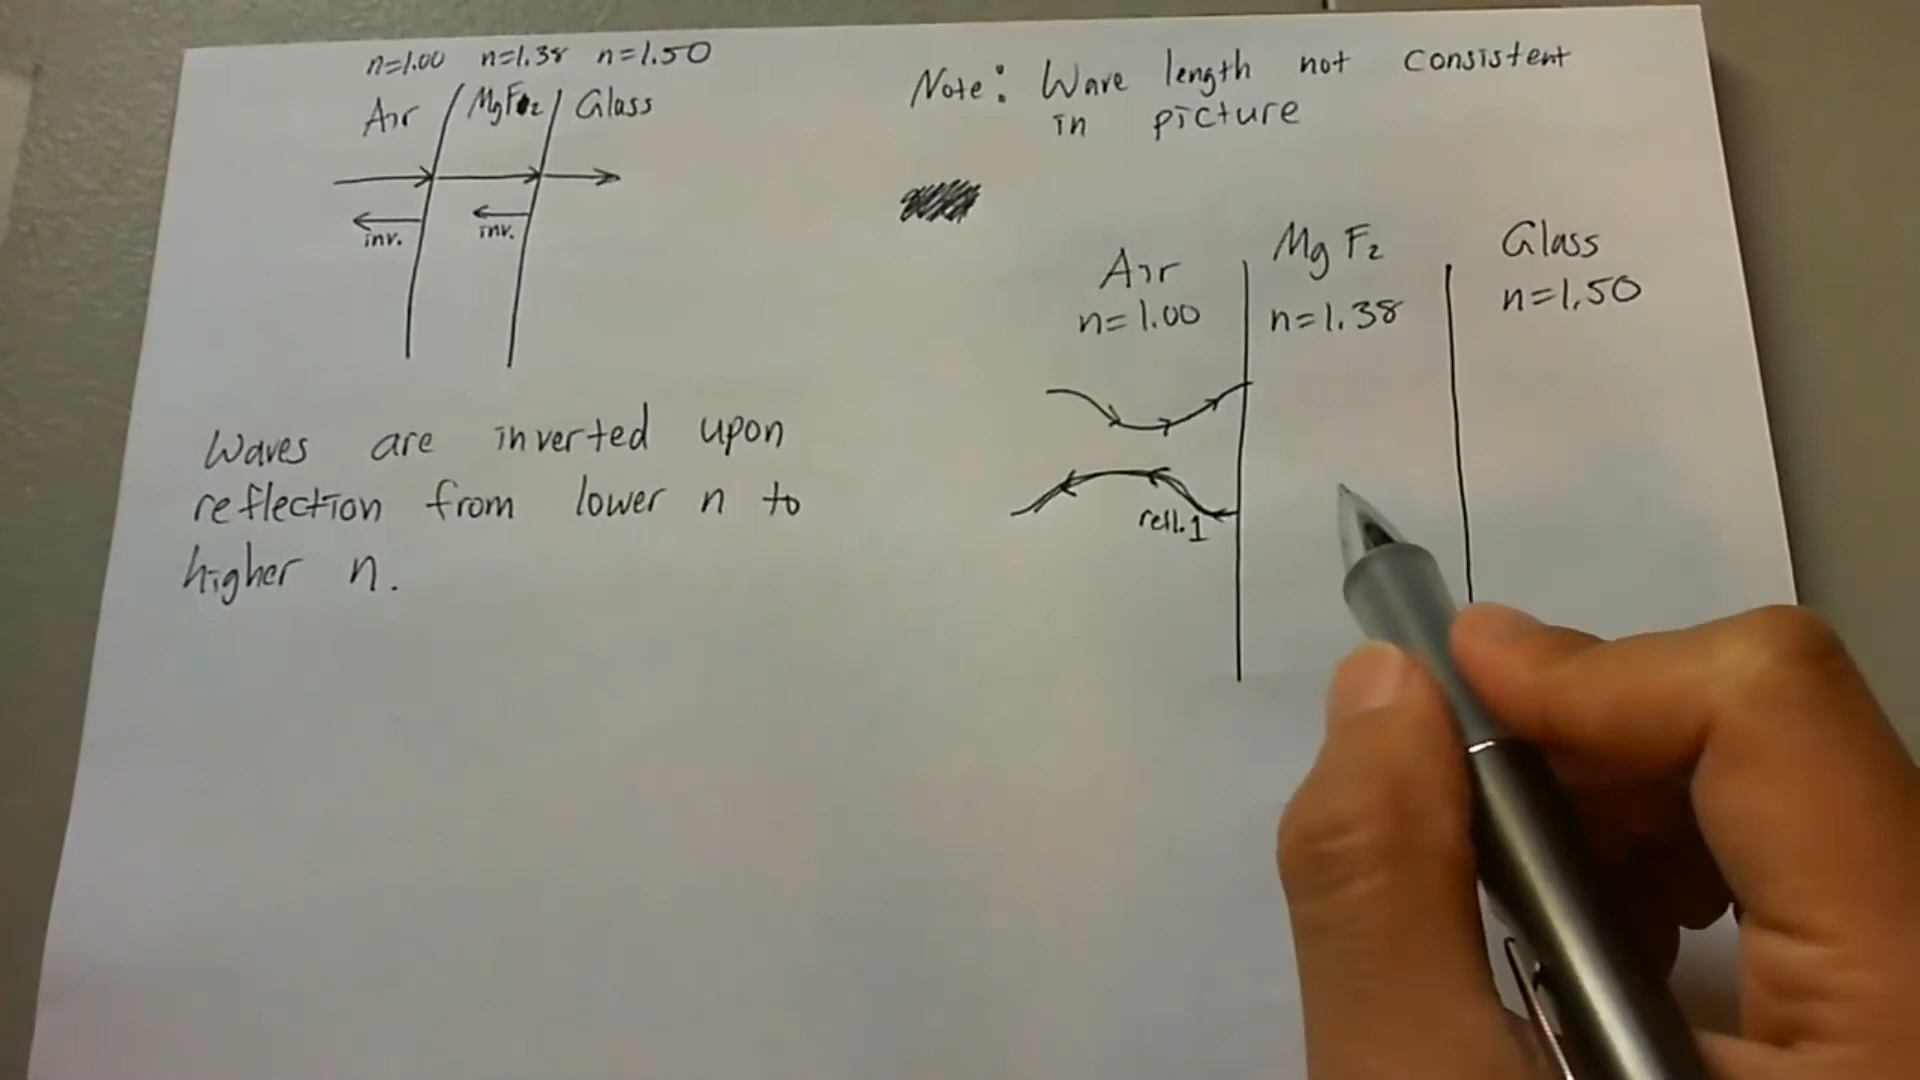 n=1.00 n=1.38 n=1.50
Air MgF2 Glass
inv. inv.
Waves are inverted upon
reflection from lower n to
higher n.
Note: Wave length not consistent
in picture
Air MgF2 Glass
n=1.00 n=1.38 n=1.50
refl.1